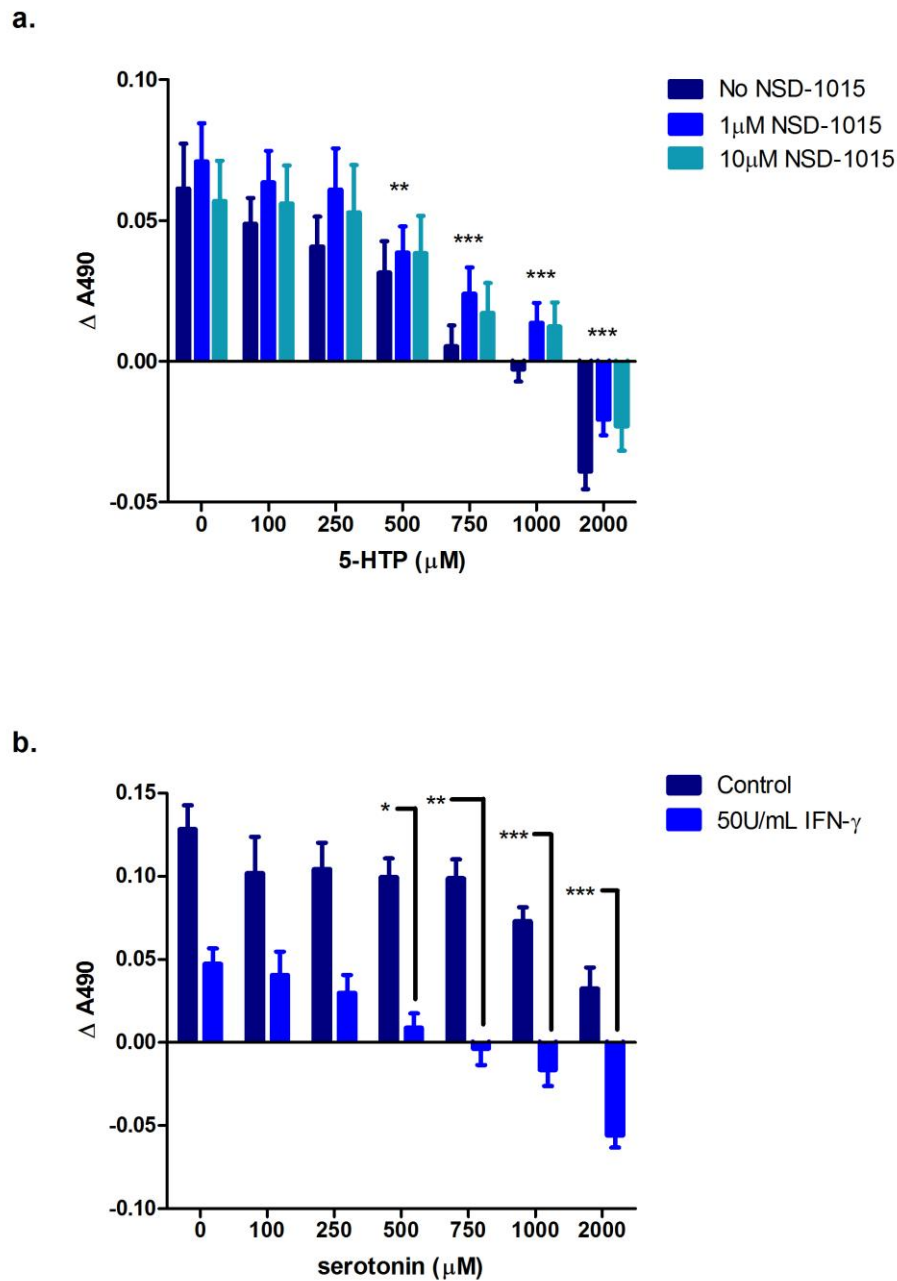 a.
No NSD-1015
1μM NSD-1015
10μM NSD-1015
0.10
0.05
0.00
-0.05
Δ A490
**
***
***
***
0 100 250 500 750 1000 2000
5-HTP (μM)
b.
Control
50U/mL IFN-γ
0.15
0.10
0.05
0.00
-0.05
-0.10
Δ A490
*
**
***
***
0 100 250 500 750 1000 2000
serotonin (μM)